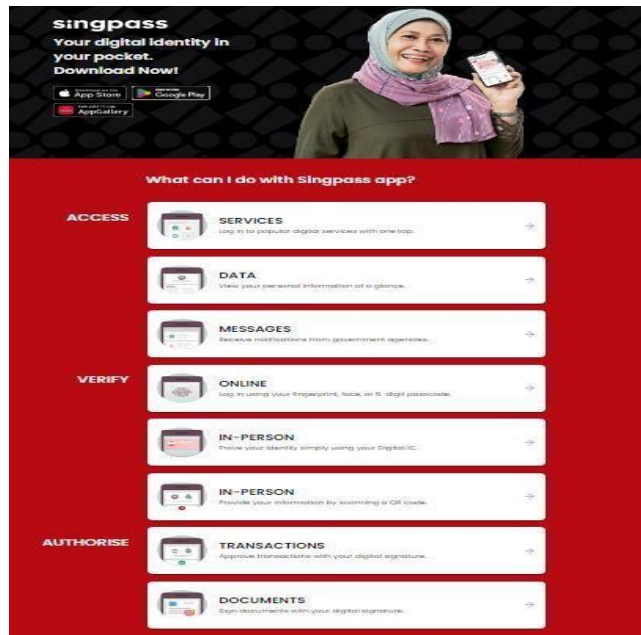 singpass
Your digital identity in
your pocket.
Download Now!
App Store
Google Play
AppGallery
What can I do with Singpass app?
ACCESS
SERVICES
Log in to popular digital services with one tap.
DATA
View your personal information at a glance.
MESSAGES
Receive notifications from government agencies.
VERIFY
ONLINE
Log in using your fingerprint, face, or 6-digit passcode.
IN-PERSON
Prove your identity simply using your Digital IC.
IN-PERSON
Provide your information by scanning a QR code.
AUTHORISE
TRANSACTIONS
Approve transactions with your digital signature.
DOCUMENTS
Sign documents with your digital signature.